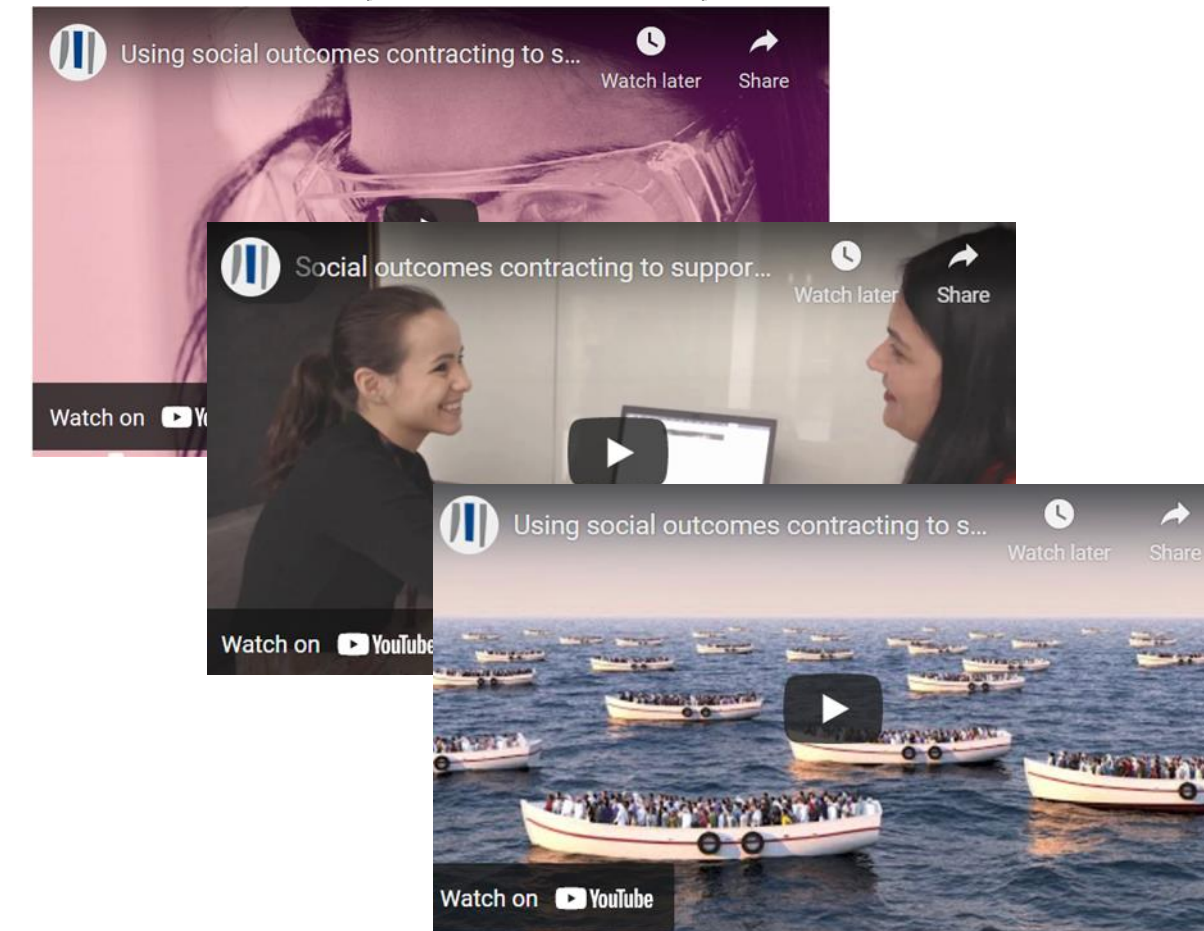 Using social outcomes contracting to s...
Watch later
Share
Watch on
Social outcomes contracting to suppor...
Watch later
Share
Watch on YouTube
Using social outcomes contracting to s...
Watch later
Share
Watch on YouTube